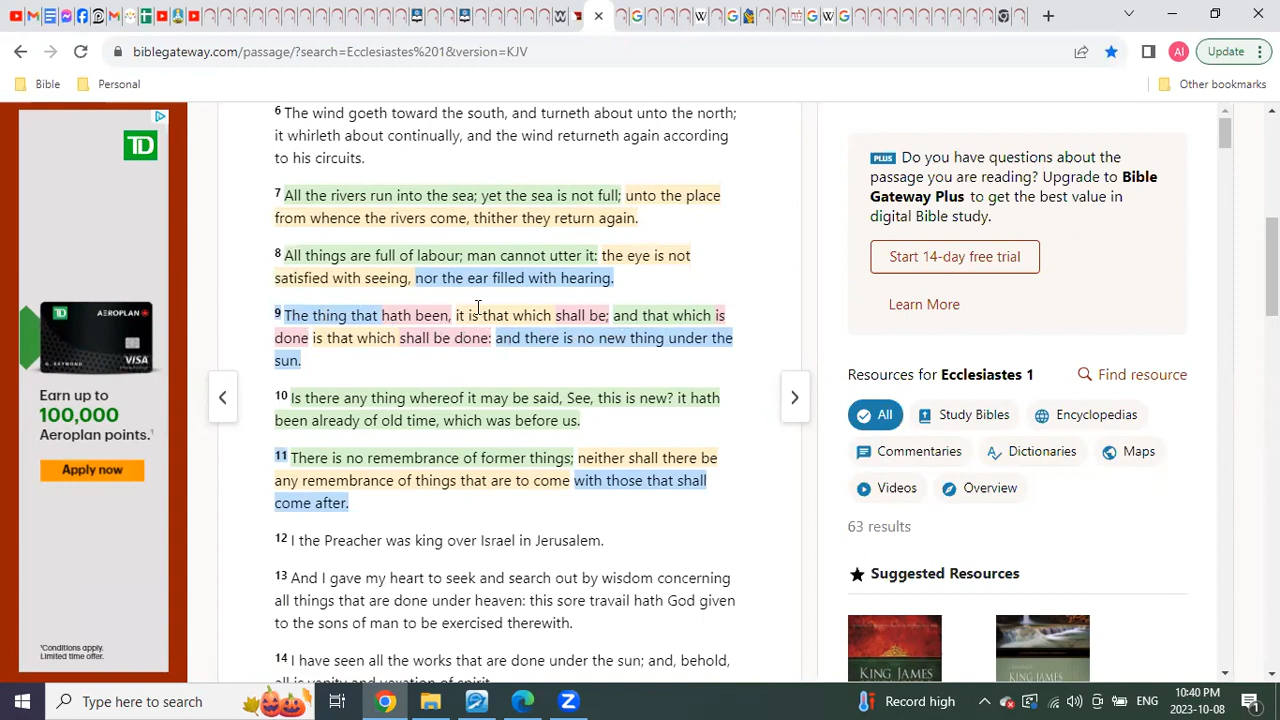 biblegateway.com/passage/?search=Ecclesiastes%201&version=KJV
AI
Update
Bible
Personal
Other bookmarks
6 The wind goeth toward the south, and turneth about unto the north;
it whirleth about continually, and the wind returneth again according
to his circuits.
7 All the rivers run into the sea; yet the sea is not full; unto the place
from whence the rivers come, thither they return again.
8 All things are full of labour; man cannot utter it: the eye is not
satisfied with seeing, nor the ear filled with hearing.
9 The thing that hath been, it is that which shall be; and that which is
done is that which shall be done: and there is no new thing under the
sun.
10 Is there any thing whereof it may be said, See, this is new? it hath
been already of old time, which was before us.
11 There is no remembrance of former things; neither shall there be
any remembrance of things that are to come with those that shall
come after.
12 I the Preacher was king over Israel in Jerusalem.
13 And I gave my heart to seek and search out by wisdom concerning
all things that are done under heaven: this sore travail hath God given
to the sons of man to be exercised therewith.
14 I have seen all the works that are done under the sun; and, behold,
all is vanity and vexation of spirit.
TD
TD
AEROPLAN
VISA
Earn up to
100,000
Aeroplan points.¹
Apply now
¹Conditions apply.
Limited time offer.
PLUS Do you have questions about the
passage you are reading? Upgrade to Bible
Gateway Plus to get the best value in
digital Bible study.
Start 14-day free trial
Learn More
Resources for Ecclesiastes 1
Find resource
All
Study Bibles
Encyclopedias
Commentaries
Dictionaries
Maps
Videos
Overview
63 results
Suggested Resources
KING JAMES
KING JAMES
Type here to search
Record high
ENG
10:40 PM
2023-10-08
1